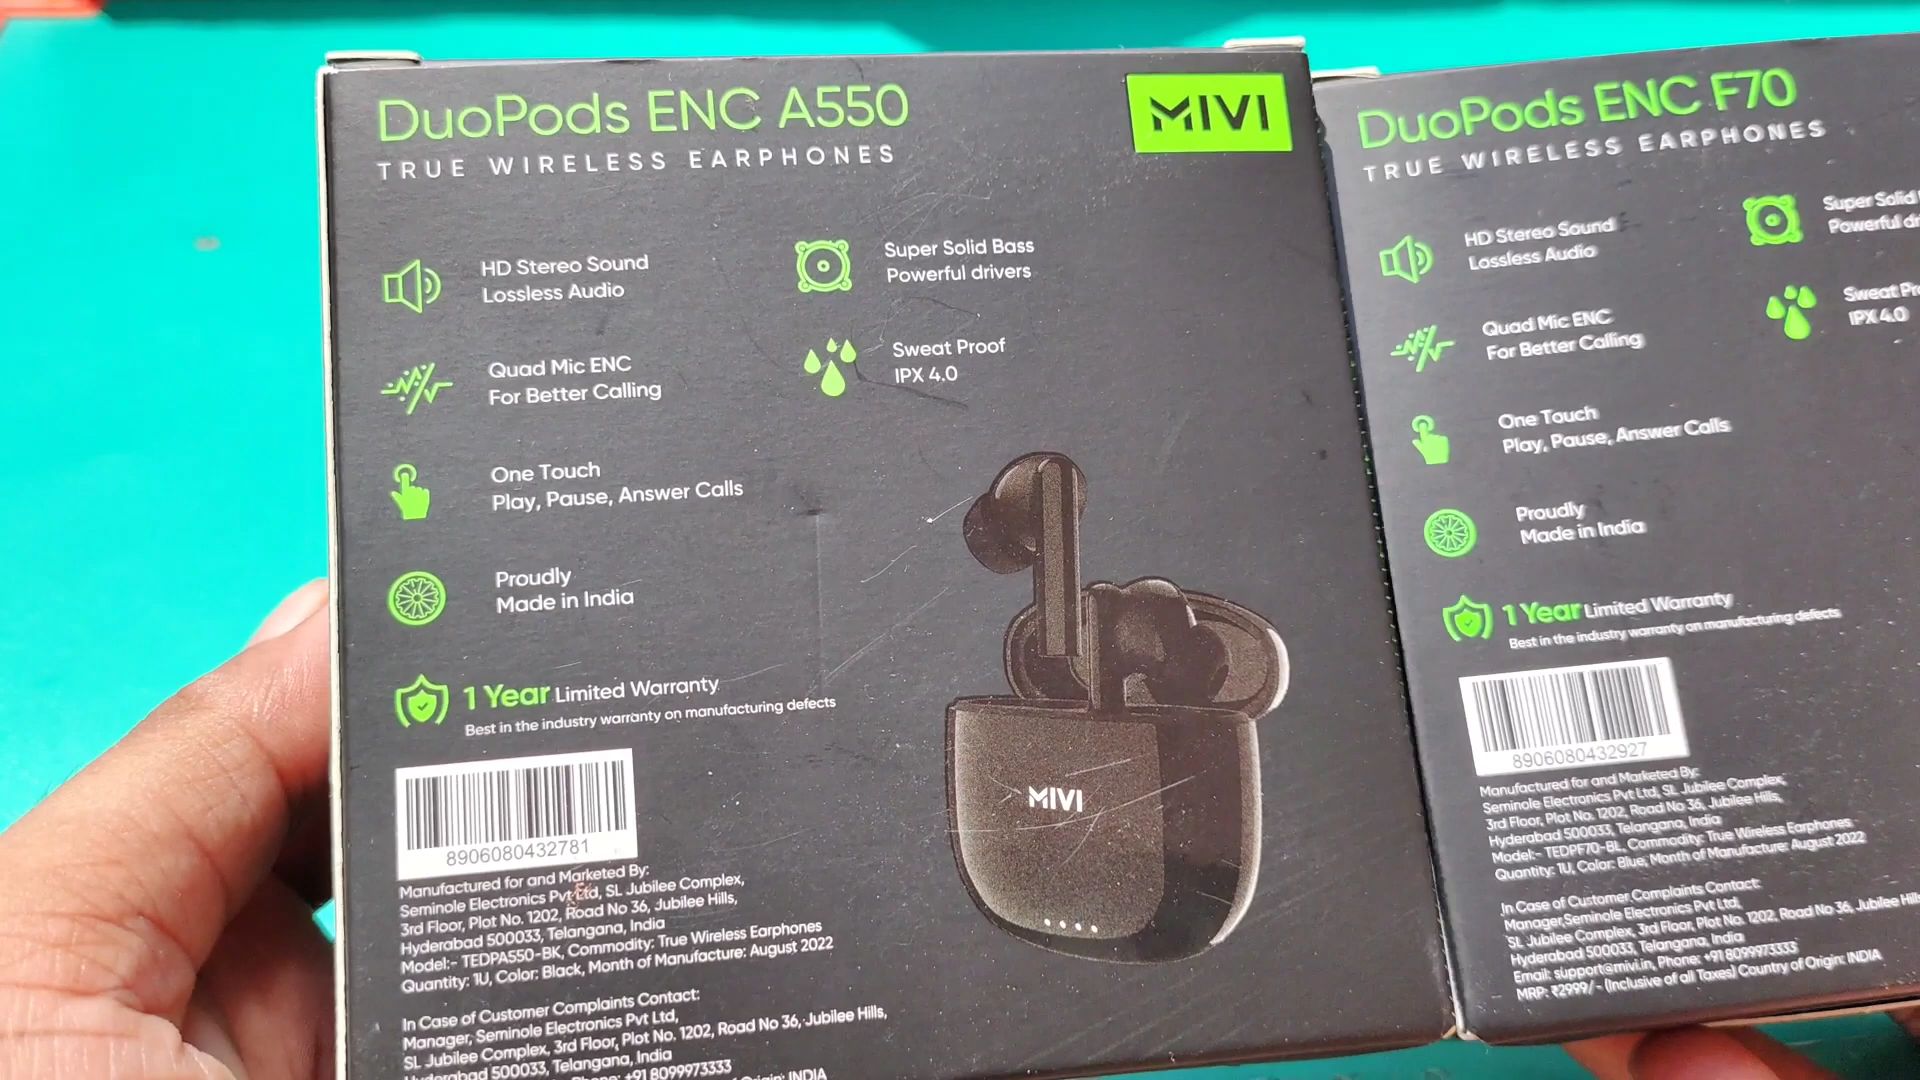 DuoPods ENC A550
TRUE WIRELESS EARPHONES
MIVI
HD Stereo Sound
Lossless Audio
Super Solid Bass
Powerful drivers
Quad Mic ENC
For Better Calling
Sweat Proof
IPX 4.0
One Touch
Play, Pause, Answer Calls
Proudly
Made in India
1 Year Limited Warranty
Best in the industry warranty on manufacturing defects
8906080432781
Manufactured for and Marketed By:
Seminole Electronics Pvt Ltd, SL Jubilee Complex,
3rd Floor, Plot No. 1202, Road No 36, Jubilee Hills,
Hyderabad 500033, Telangana, India
Model:- TEDPA550-BK, Commodity: True Wireless Earphones
Quantity: 1U, Color: Black, Month of Manufacture: August 2022
In Case of Customer Complaints Contact:
Manager, Seminole Electronics Pvt Ltd,
SL Jubilee Complex, 3rd Floor, Plot No. 1202, Road No 36, Jubilee Hills,
Hyderabad 500033, Telangana, India
Phone: +91 8099973333
Origin: INDIA
MIVI
DuoPods ENC F70
TRUE WIRELESS EARPHONES
HD Stereo Sound
Lossless Audio
Super Solid
Powerful
Quad Mic ENC
For Better Calling
Sweat
IPX 4.0
One Touch
Play, Pause, Answer Calls
Proudly
Made in India
1 Year Limited Warranty
Best in the industry warranty on manufacturing defects
8906080432927
Manufactured for and Marketed By:
Seminole Electronics Pvt Ltd, SL Jubilee Complex,
3rd Floor, Plot No. 1202, Road No 36, Jubilee Hills,
Hyderabad 500033, Telangana, India
Model:- TEDPF70-BL, Commodity: True Wireless Earphones
Quantity: 1U, Color: Blue, Month of Manufacture: August 2022
In Case of Customer Complaints Contact:
Manager,Seminole Electronics Pvt Ltd,
SL Jubilee Complex, 3rd Floor, Plot No. 1202, Road No 36, Jubilee Hills
Hyderabad 500033, Telangana, India
Email: support@mivi.in, Phone: +91 8099973333
MRP: ₹2999/- (Inclusive of all Taxes) Country of Origin: INDIA